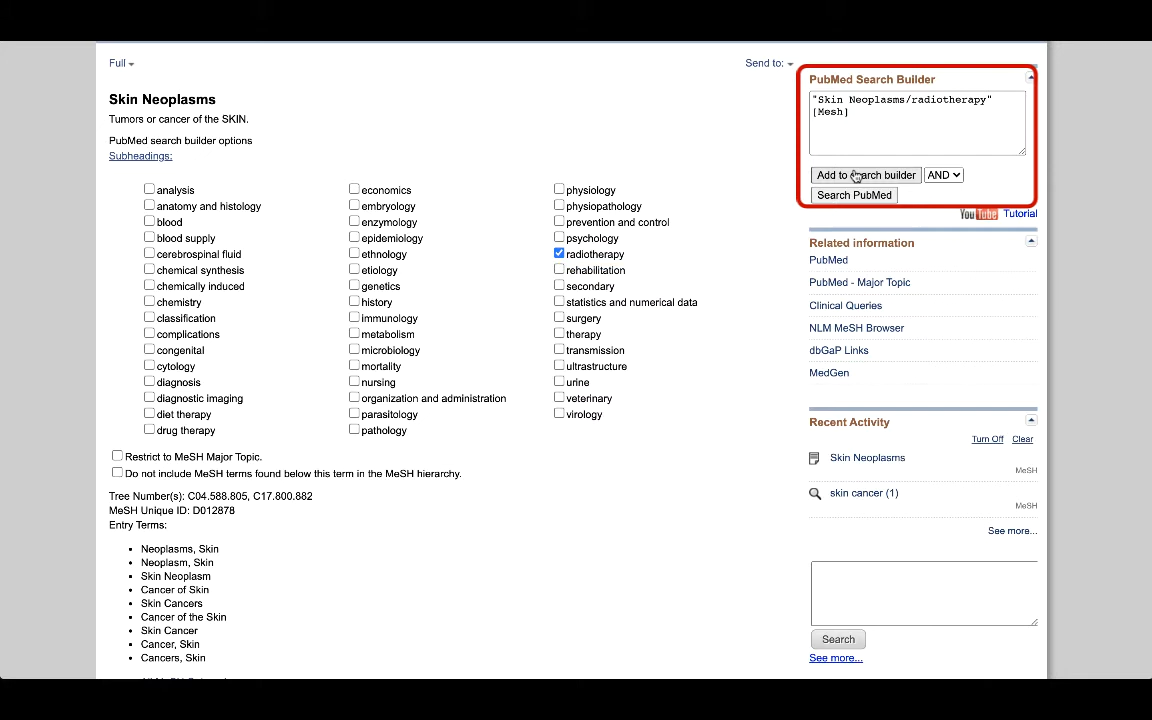 Full
Send to:
Skin Neoplasms
Tumors or cancer of the SKIN.
PubMed search builder options
Subheadings:
analysis
anatomy and histology
blood
blood supply
cerebrospinal fluid
chemical synthesis
chemically induced
chemistry
classification
complications
congenital
cytology
diagnosis
diagnostic imaging
diet therapy
drug therapy
economics
embryology
enzymology
epidemiology
ethnology
etiology
genetics
history
immunology
metabolism
microbiology
mortality
nursing
organization and administration
parasitology
pathology
physiology
physiopathology
prevention and control
psychology
radiotherapy
rehabilitation
secondary
statistics and numerical data
surgery
therapy
transmission
ultrastructure
urine
veterinary
virology
Restrict to MeSH Major Topic.
Do not include MeSH terms found below this term in the MeSH hierarchy.
Tree Number(s): C04.588.805, C17.800.882
MeSH Unique ID: D012878
Entry Terms:
Neoplasms, Skin
Neoplasm, Skin
Skin Neoplasm
Cancer of Skin
Skin Cancers
Cancer of the Skin
Skin Cancer
Cancer, Skin
Cancers, Skin
PubMed Search Builder
"Skin Neoplasms/radiotherapy"
[Mesh]
Add to search builder AND
Search PubMed
YouTube Tutorial
Related information
PubMed
PubMed - Major Topic
Clinical Queries
NLM MeSH Browser
dbGaP Links
MedGen
Recent Activity
Turn Off Clear
Skin Neoplasms
MeSH
skin cancer (1)
MeSH
See more...
Search
See more...